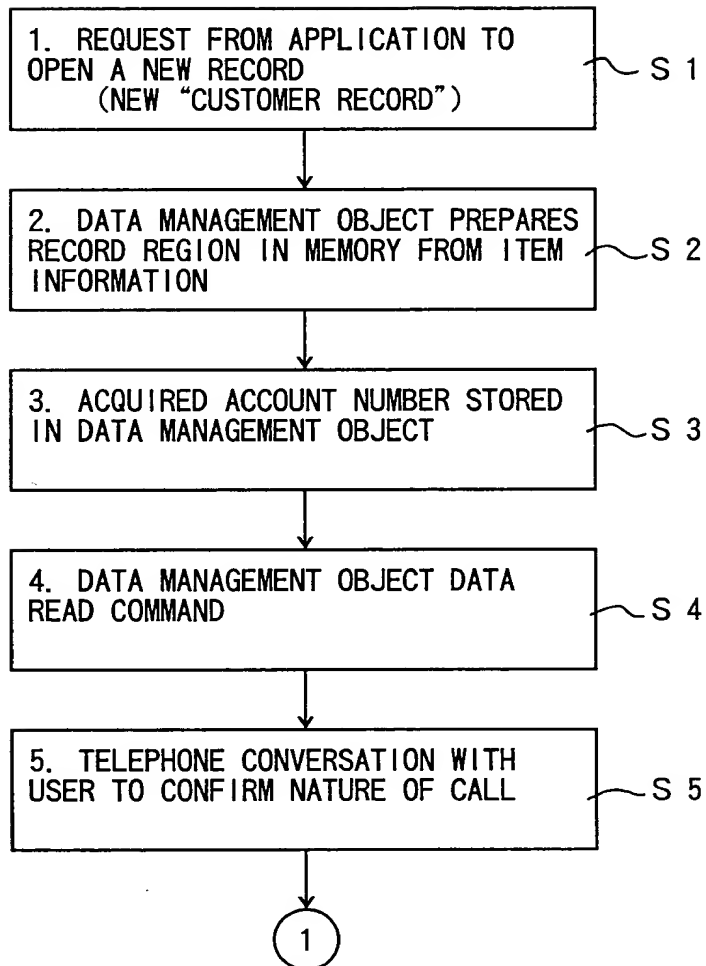 1. REQUEST FROM APPLICATION TO
OPEN A NEW RECORD
(NEW “CUSTOMER RECORD”)
S 1
2. DATA MANAGEMENT OBJECT PREPARES
RECORD REGION IN MEMORY FROM ITEM
INFORMATION
S 2
3. ACQUIRED ACCOUNT NUMBER STORED
IN DATA MANAGEMENT OBJECT
S 3
4. DATA MANAGEMENT OBJECT DATA
READ COMMAND
S 4
5. TELEPHONE CONVERSATION WITH
USER TO CONFIRM NATURE OF CALL
S 5
1